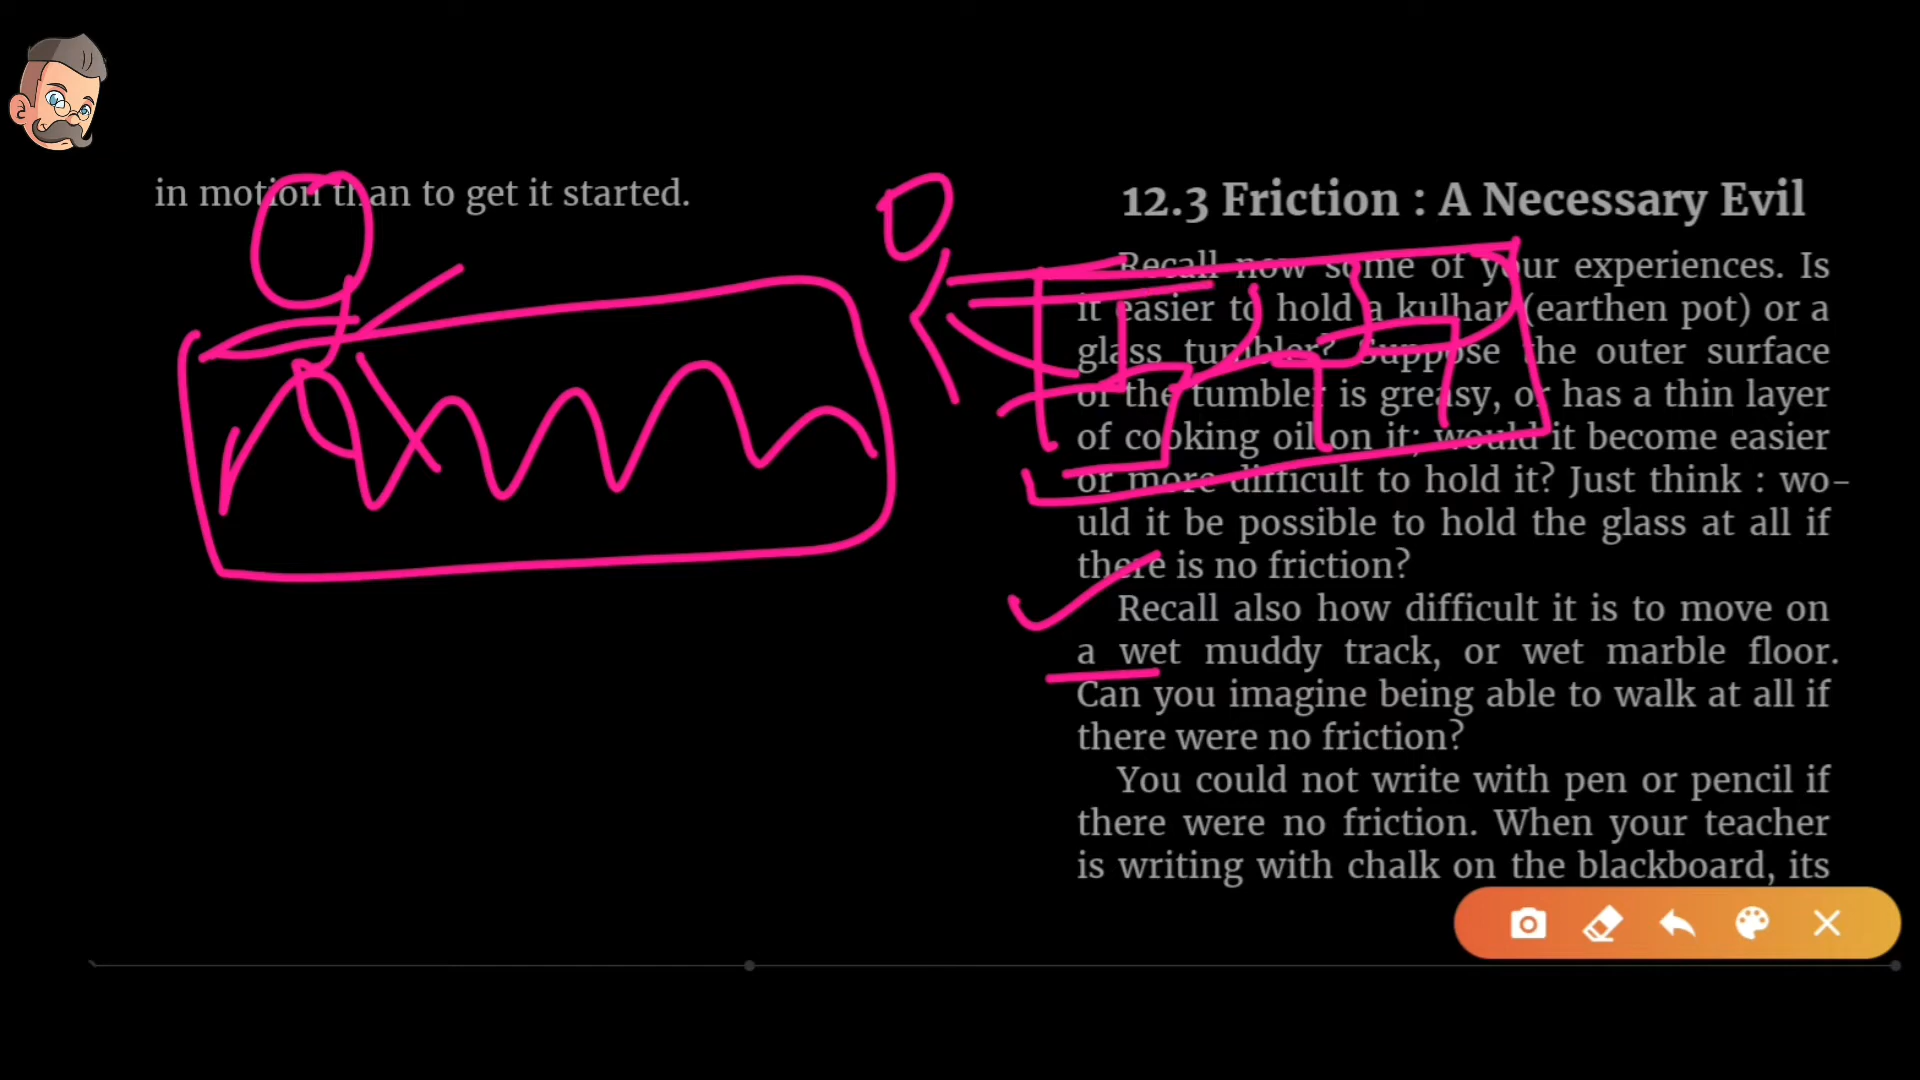 in motion than to get it started.
12.3 Friction : A Necessary Evil
Recall now some of your experiences. Is
it easier to hold a kulhar (earthen pot) or a
glass tumbler? Suppose the outer surface
of the tumbler is greasy, or has a thin layer
of cooking oil on it; would it become easier
or more difficult to hold it? Just think : wo-
uld it be possible to hold the glass at all if
there is no friction?
Recall also how difficult it is to move on
a wet muddy track, or wet marble floor.
Can you imagine being able to walk at all if
there were no friction?
You could not write with pen or pencil if
there were no friction. When your teacher
is writing with chalk on the blackboard, its